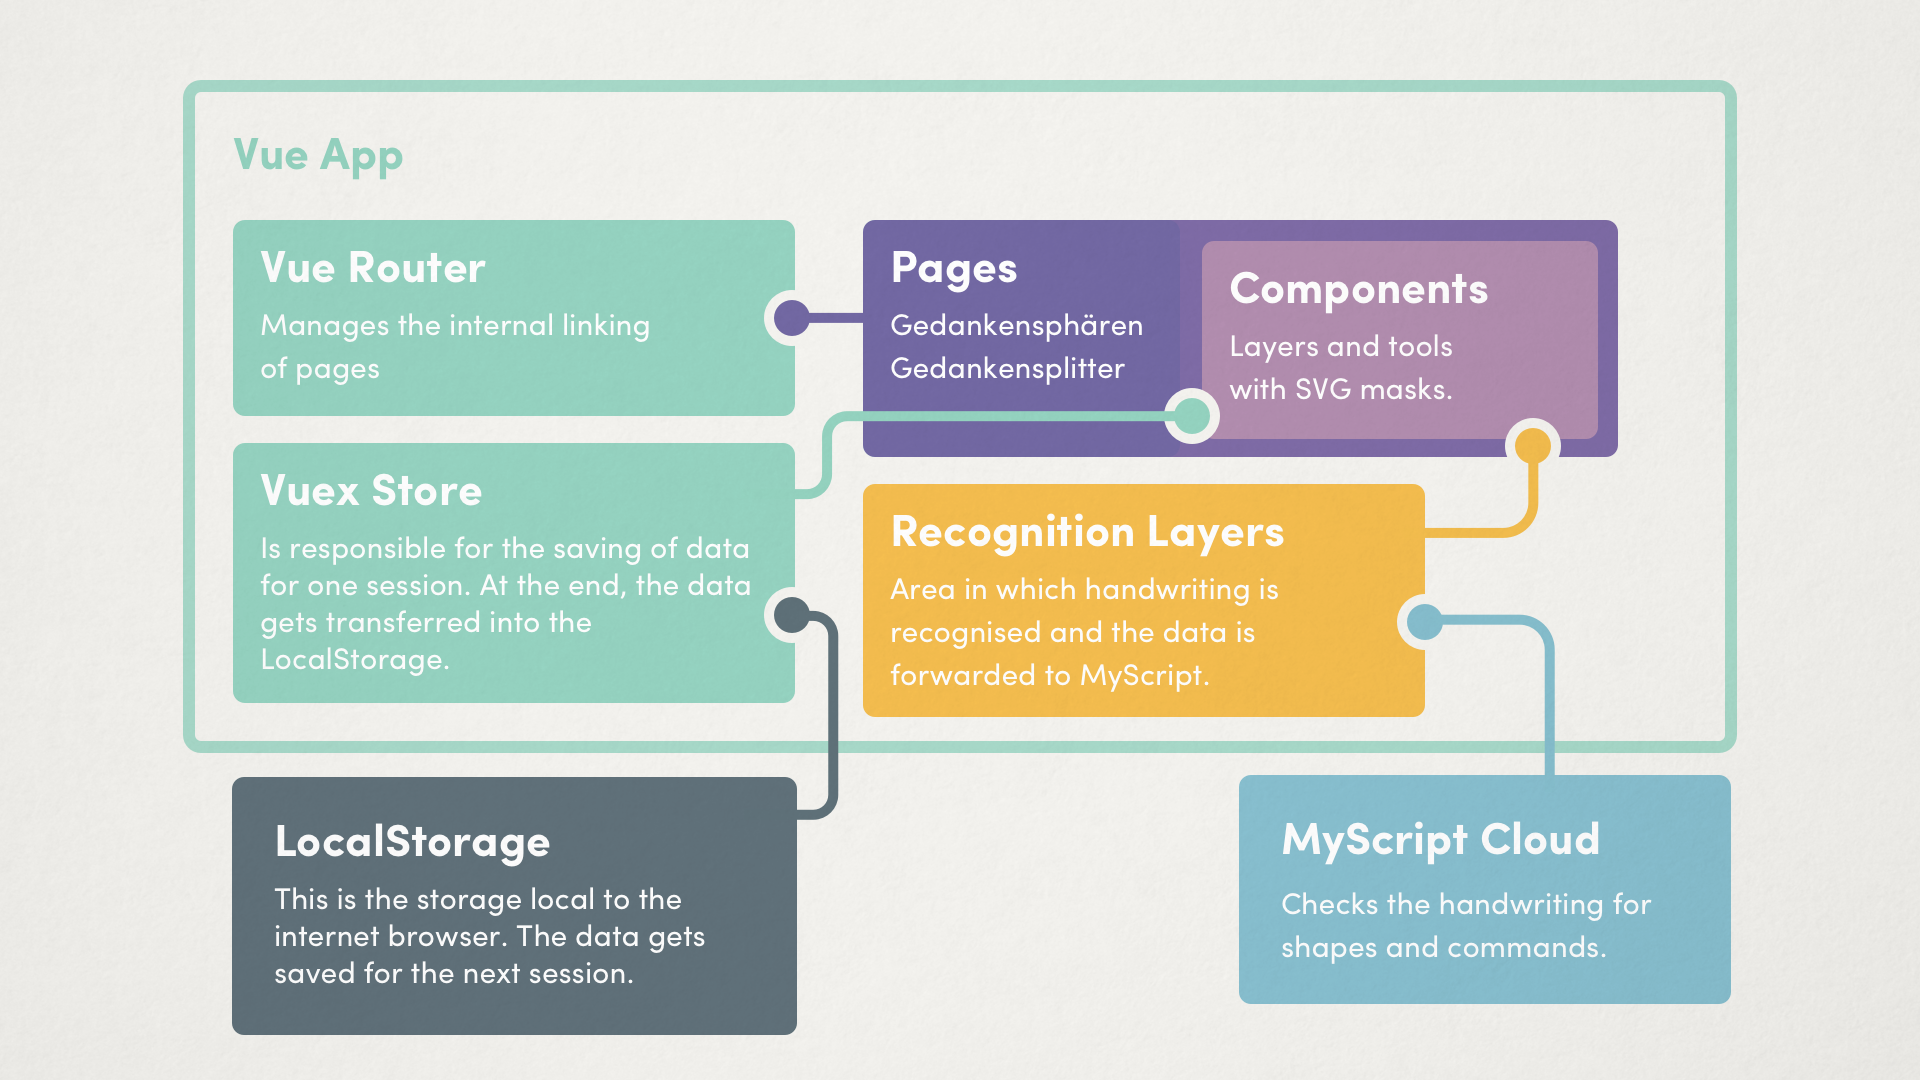 Vue App
Vue Router
Manages the internal linking
of pages
Pages
Gedankensphären
Gedankensplitter
Components
Layers and tools
with SVG masks.
Vuex Store
Is responsible for the saving of data
for one session. At the end, the data
gets transferred into the
LocalStorage.
Recognition Layers
Area in which handwriting is
recognised and the data is
forwarded to MyScript.
LocalStorage
This is the storage local to the
internet browser. The data gets
saved for the next session.
MyScript Cloud
Checks the handwriting for
shapes and commands.